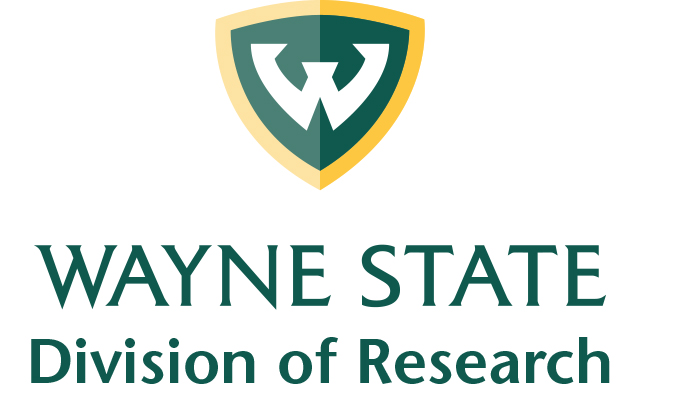 W
WAYNE STATE
Division of Research